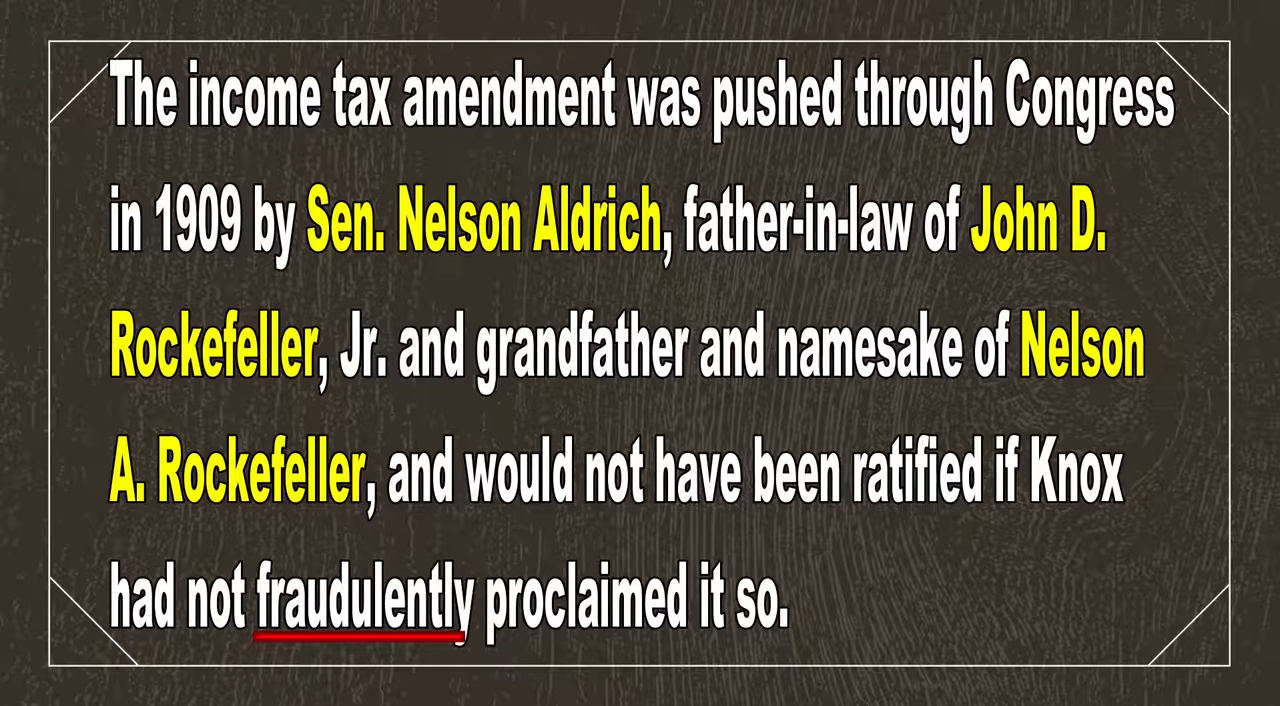 The income tax amendment was pushed through Congress
in 1909 by Sen. Nelson Aldrich, father-in-law of John D.
Rockefeller, Jr. and grandfather and namesake of Nelson
A. Rockefeller, and would not have been ratified if Knox
had not fraudulently proclaimed it so.